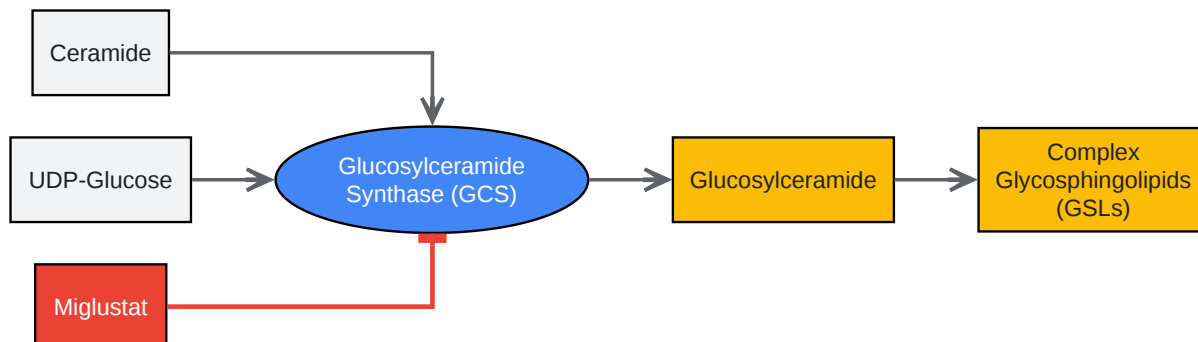 Ceramide
UDP-Glucose
Miglustat
Glucosylceramide
Synthase (GCS)
Glucosylceramide
Complex
Glycosphingolipids
(GSLs)